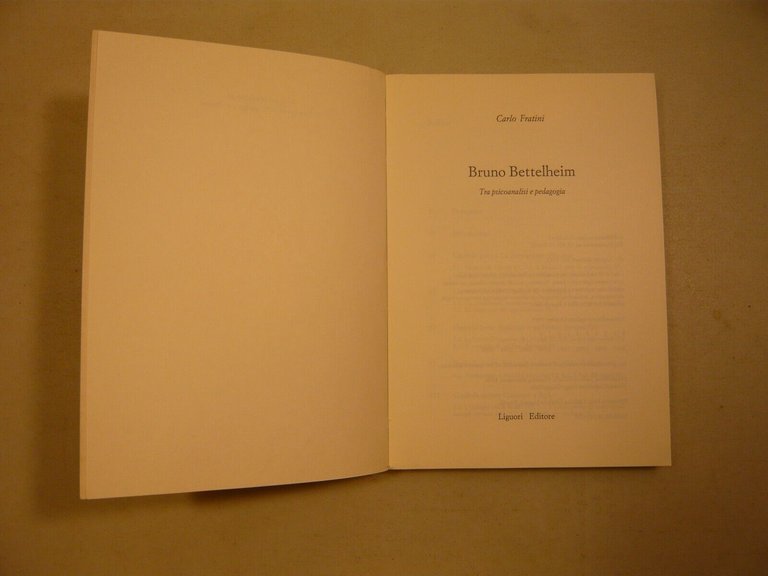 Carlo Fratini
Bruno Bettelheim
Tra psicoanalisi e pedagogia
Liguori Editore